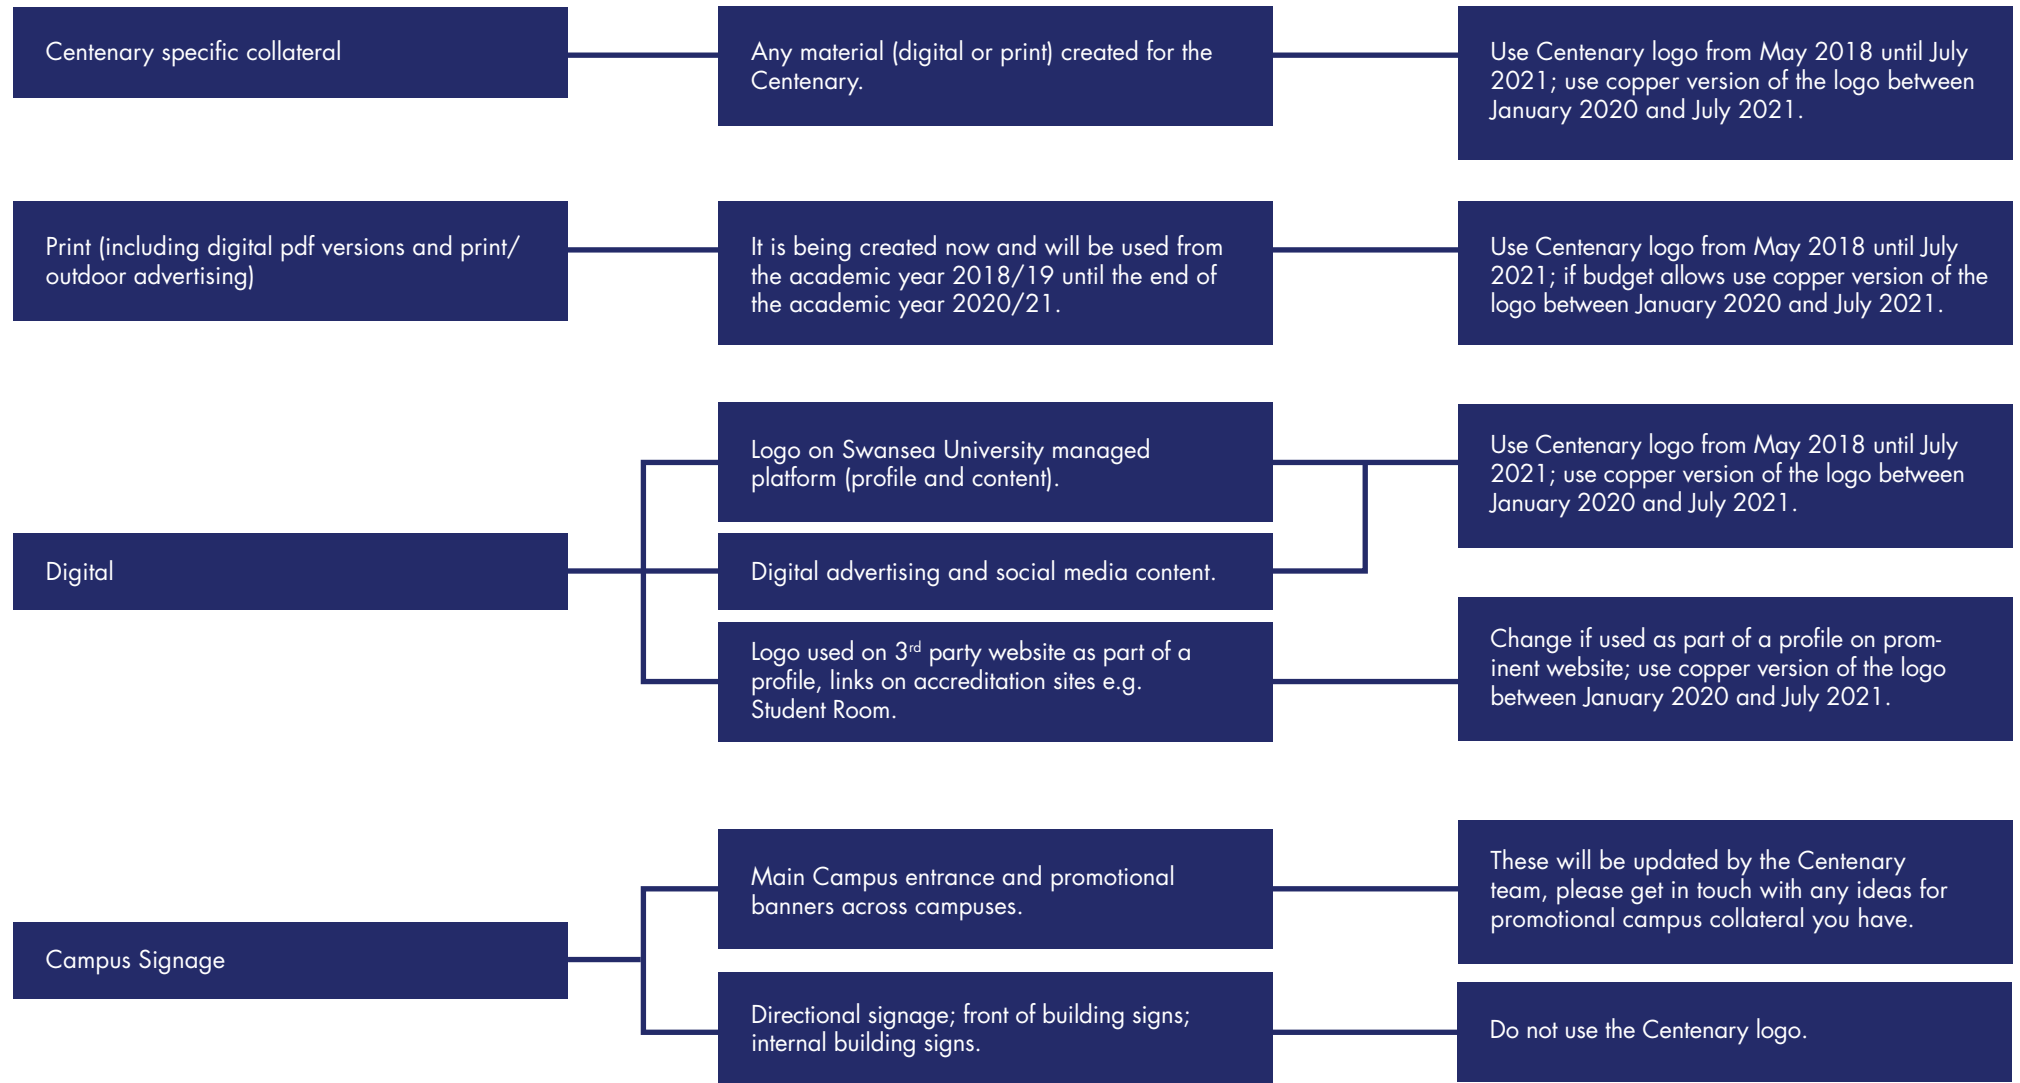 Centenary specific collateral
Any material (digital or print) created for the
Centenary.
Use Centenary logo from May 2018 until July
2021; use copper version of the logo between
January 2020 and July 2021.
Print (including digital pdf versions and print/
outdoor advertising)
It is being created now and will be used from
the academic year 2018/19 until the end of
the academic year 2020/21.
Use Centenary logo from May 2018 until July
2021; if budget allows use copper version of the
logo between January 2020 and July 2021.
Digital
Logo on Swansea University managed
platform (profile and content).
Digital advertising and social media content.
Use Centenary logo from May 2018 until July
2021; use copper version of the logo between
January 2020 and July 2021.
Logo used on 3rd party website as part of a
profile, links on accreditation sites e.g.
Student Room.
Change if used as part of a profile on prom-
inent website; use copper version of the logo
between January 2020 and July 2021.
Campus Signage
Main Campus entrance and promotional
banners across campuses.
These will be updated by the Centenary
team, please get in touch with any ideas for
promotional campus collateral you have.
Directional signage; front of building signs;
internal building signs.
Do not use the Centenary logo.